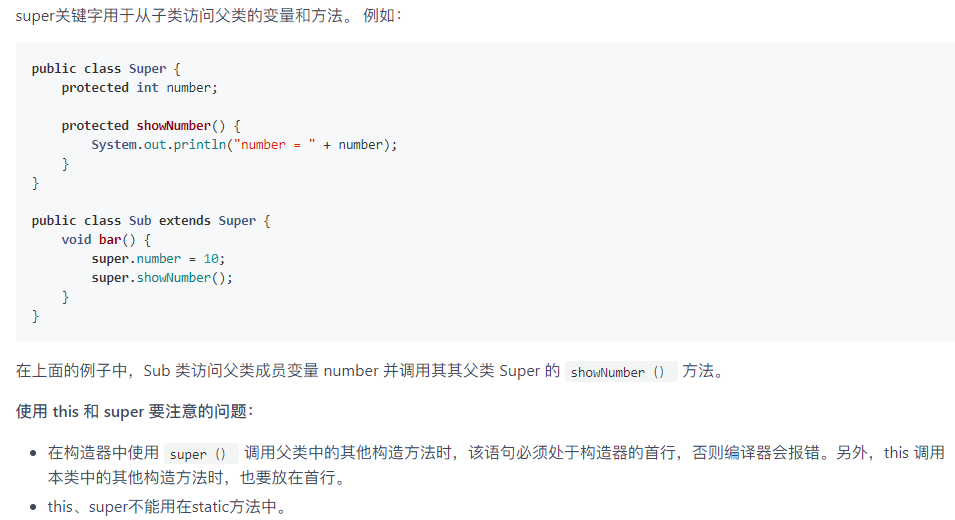 super关键字用于从子类访问父类的变量和方法。 例如：
public class Super {
    protected int number;

    protected showNumber() {
        System.out.println("number = " + number);
    }
}

public class Sub extends Super {
    void bar() {
        super.number = 10;
        super.showNumber();
    }
}
在上面的例子中，Sub 类访问父类成员变量 number 并调用其其父类 Super 的 showNumber（） 方法。
使用 this 和 super 要注意的问题：
• 在构造器中使用 super（） 调用父类中的其他构造方法时，该语句必须处于构造器的首行，否则编译器会报错。另外，this 调用
本类中的其他构造方法时，也要放在首行。
• this、super不能用在static方法中。